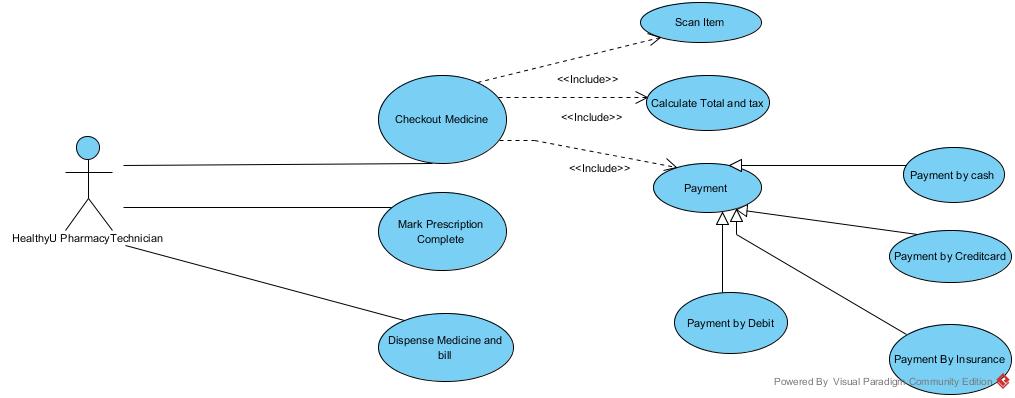 Scan Item
<<Include>>
Calculate Total and tax
Checkout Medicine
<<Include>>
<<Include>>
Payment
Payment by cash
HealthyU PharmacyTechnician
Mark Prescription
Complete
Payment by Creditcard
Payment by Debit
Dispense Medicine and
bill
Payment By Insurance
Powered By Visual Paradigm Community Edition